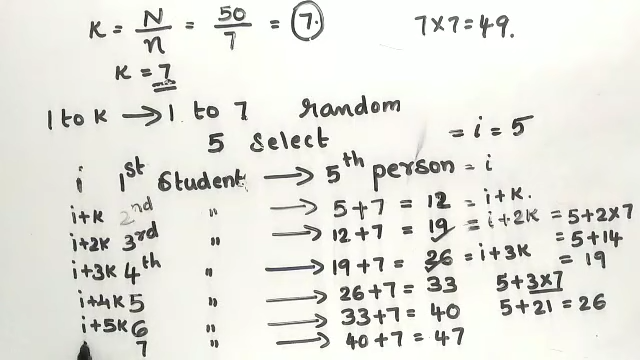 K = N/n = 50/7 = 7. 7×7=49.
K = 7
1 to K → 1 to 7 random
5 select = i = 5
i 1st Student → 5th person = i
i+K 2nd " → 5+7 = 12 = i+K.
i+2K 3rd " → 12+7 = 19 = i+2K = 5+2×7
= 5+14
= 19
i+3K 4th " → 19+7 = 26 = i+3K
i+4K 5 " → 26+7 = 33 5+3×7
i+5K 6 " → 33+7 = 40 5+21 = 26
7 " → 40+7 = 47